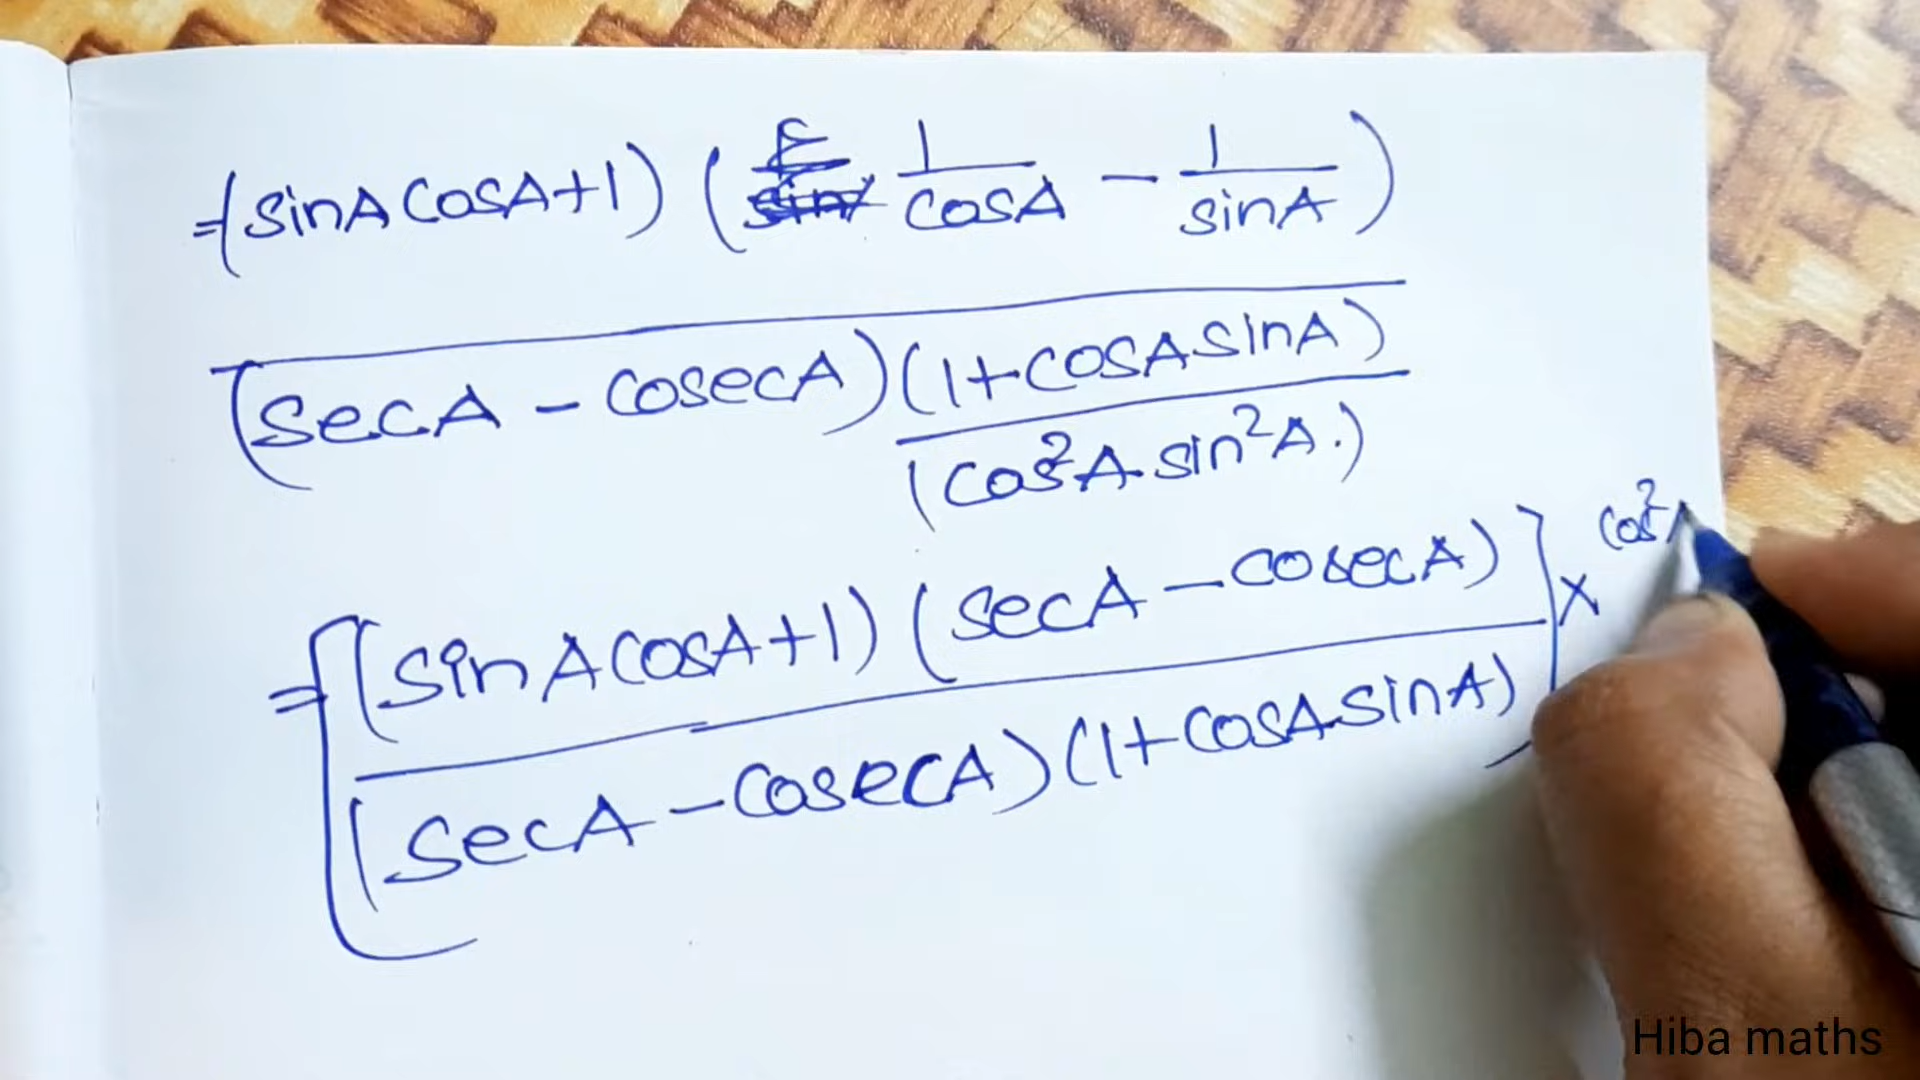 =(sinA cosA+1) (1/cosA - 1/sinA)
(secA - cosecA)(1+cosA sinA)
(cos²A. sin²A.)
=[(sinA cosA+1) (secA - cosecA)] × cos²A
(secA - cosecA)(1+cosA.sinA)
Hiba maths